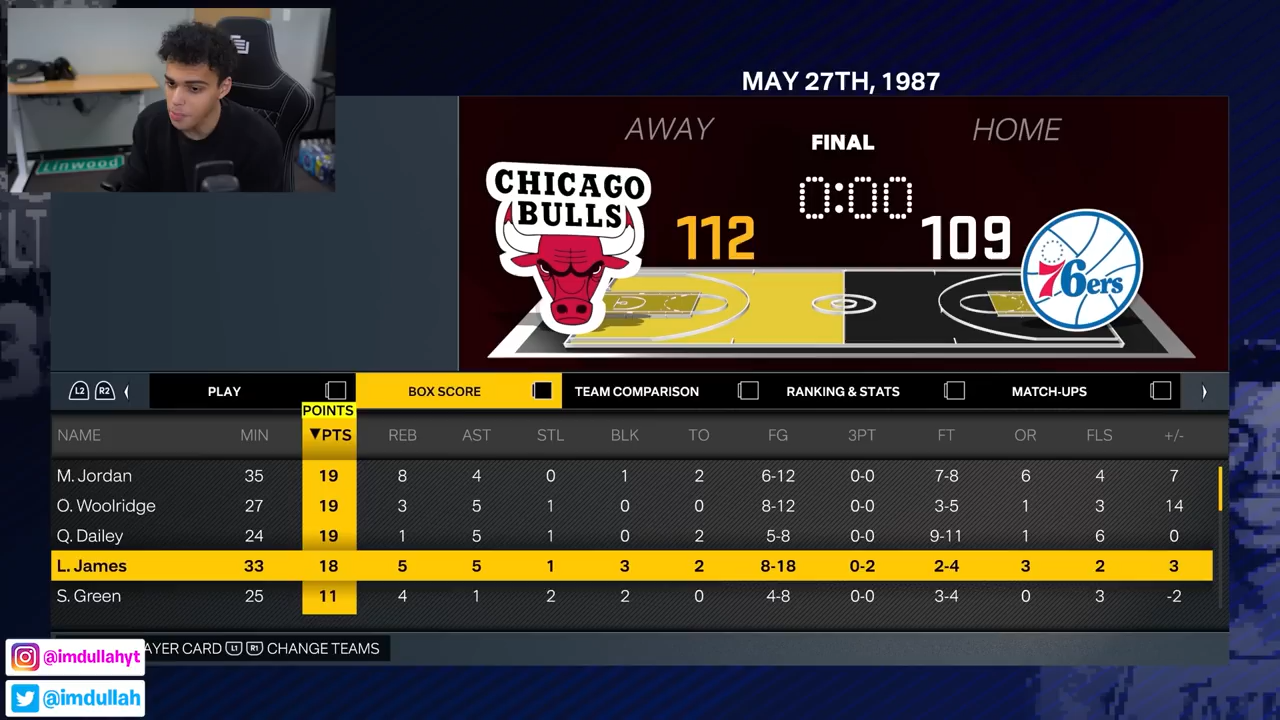 Linwood
MAY 27TH, 1987
AWAY
FINAL
HOME
CHICAGO
BULLS
112
0:00
109
76ers
L2 R2 PLAY BOX SCORE TEAM COMPARISON RANKING & STATS MATCH-UPS
POINTS
NAME MIN ▼PTS REB AST STL BLK TO FG 3PT FT OR FLS +/-
M. Jordan 35 19 8 4 0 1 2 6-12 0-0 7-8 6 4 7
O. Woolridge 27 19 3 5 1 0 0 8-12 0-0 3-5 1 3 14
Q. Dailey 24 19 1 5 1 0 2 5-8 0-0 9-11 1 6 0
L. James 33 18 5 5 1 3 2 8-18 0-2 2-4 3 2 3
S. Green 25 11 4 1 2 2 0 4-8 0-0 3-4 0 3 -2
AYER CARD L1 R1 CHANGE TEAMS
@imdullahyt
@imdullah